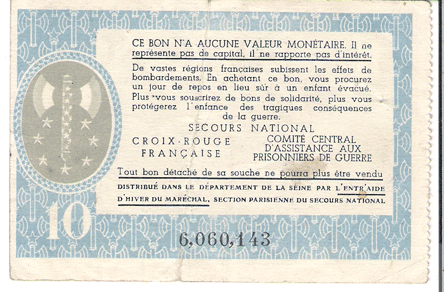 CE BON N'A AUCUNE VALEUR MONÉTAIRE. Il ne
représente pas de capital, il ne rapporte pas d'intérêt.
De vastes régions françaises subissent les effets de
bombardements. En achetant ce bon, vous procurez
un jour de repos en lieu sûr à un enfant évacué.
Plus vous souscrirez de bons de solidarité, plus vous
protégerez l'enfance des tragiques conséquences
de la guerre.
SECOURS NATIONAL
CROIX-ROUGE FRANÇAISE
COMITÉ CENTRAL D'ASSISTANCE AUX PRISONNIERS DE GUERRE
Tout bon détaché de sa souche ne pourra plus être vendu
DISTRIBUÉ DANS LE DÉPARTEMENT DE LA SEINE PAR L'ENTR'AIDE
D'HIVER DU MARÉCHAL, SECTION PARISIENNE DU SECOURS NATIONAL
10
6,060,143